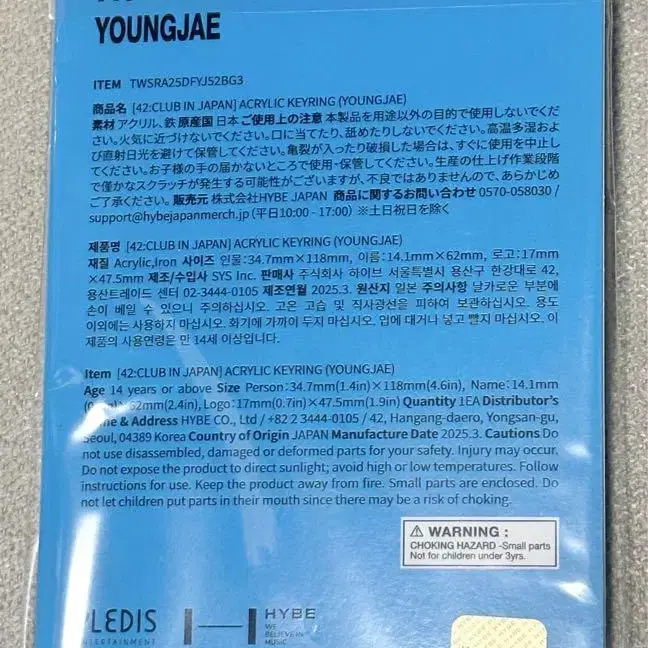 YOUNGJAE
ITEM TWSRA25DFYJ52BG3
商品名 [42:CLUB IN JAPAN] ACRYLIC KEYRING (YOUNGJAE)
素材 アクリル、鉄 原産国 日本 ご使用上の注意 本製品を用途以外の目的で使用しないでくだ
さい。火気に近づけないでください。口に当てたり、舐めたりしないでください。高温多湿およ
び直射日光を避けて保管してください。亀裂が入ったり破損した場合は、すぐに使用を中止し
てください。お子様の手の届かないところで使用・保管してください。生産の仕上げ作業段階
で僅かなスクラッチが発生する可能性がございますが、不良ではありませんので、あらかじめ
ご了承ください。販売元 株式会社HYBE JAPAN 商品に関するお問い合わせ 0570-058030 /
support@hybejapanmerch.jp (平日10:00 - 17:00) ※土日祝日を除く
제품명 [42:CLUB IN JAPAN] ACRYLIC KEYRING (YOUNGJAE)
재질 Acrylic,Iron 사이즈 인물:34.7mm×118mm, 이름:14.1mm×62mm, 로고:17mm
×47.5mm 제조/수입사 SYS Inc. 판매사 주식회사 하이브 서울특별시 용산구 한강대로 42,
용산트레이드 센터 02-3444-0105 제조연월 2025.3. 원산지 일본 주의사항 날카로운 부분에
손이 베일 수 있으니 주의하십시오. 고온 고습 및 직사광선을 피하여 보관하십시오. 용도
이외에는 사용하지 마십시오. 화기에 가까이 두지 마십시오. 입에 대거나 넣고 빨지 마십시오. 이
제품의 사용연령은 만 14세 이상입니다.
Item [42:CLUB IN JAPAN] ACRYLIC KEYRING (YOUNGJAE)
Age 14 years or above Size Person:34.7mm(1.4in)×118mm(4.6in), Name:14.1mm
×62mm(2.4in), Logo:17mm(0.7in)×47.5mm(1.9in) Quantity 1EA Distributor's
& Address HYBE CO., Ltd / +82 2 3444-0105 / 42, Hangang-daero, Yongsan-gu,
Seoul, 04389 Korea Country of Origin JAPAN Manufacture Date 2025.3. Cautions Do
not use disassembled, damaged or deformed parts for your safety. Injury may occur.
Do not expose the product to direct sunlight; avoid high or low temperatures. Follow
instructions for use. Keep the product away from fire. Small parts are enclosed. Do
not let children put parts in their mouth since there may be a risk of choking.
⚠ WARNING :
CHOKING HAZARD -Small parts
Not for children under 3yrs.
PLEDIS
ENTERTAINMENT
HYBE
WE
BELIEVE IN
MUSIC